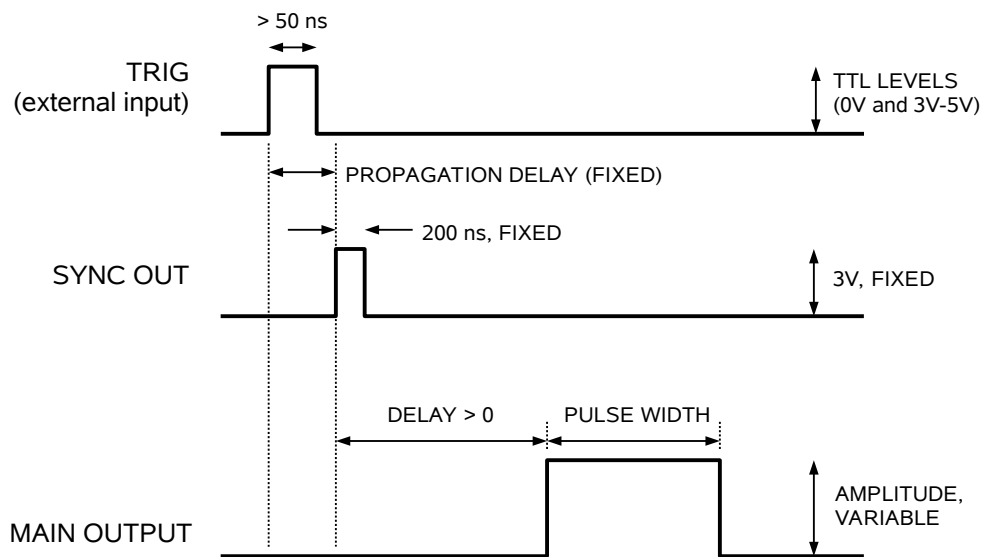 > 50 ns
TRIG
(external input)
TTL LEVELS
(0V and 3V-5V)
PROPAGATION DELAY (FIXED)
200 ns, FIXED
SYNC OUT
3V, FIXED
DELAY > 0
PULSE WIDTH
AMPLITUDE,
VARIABLE
MAIN OUTPUT